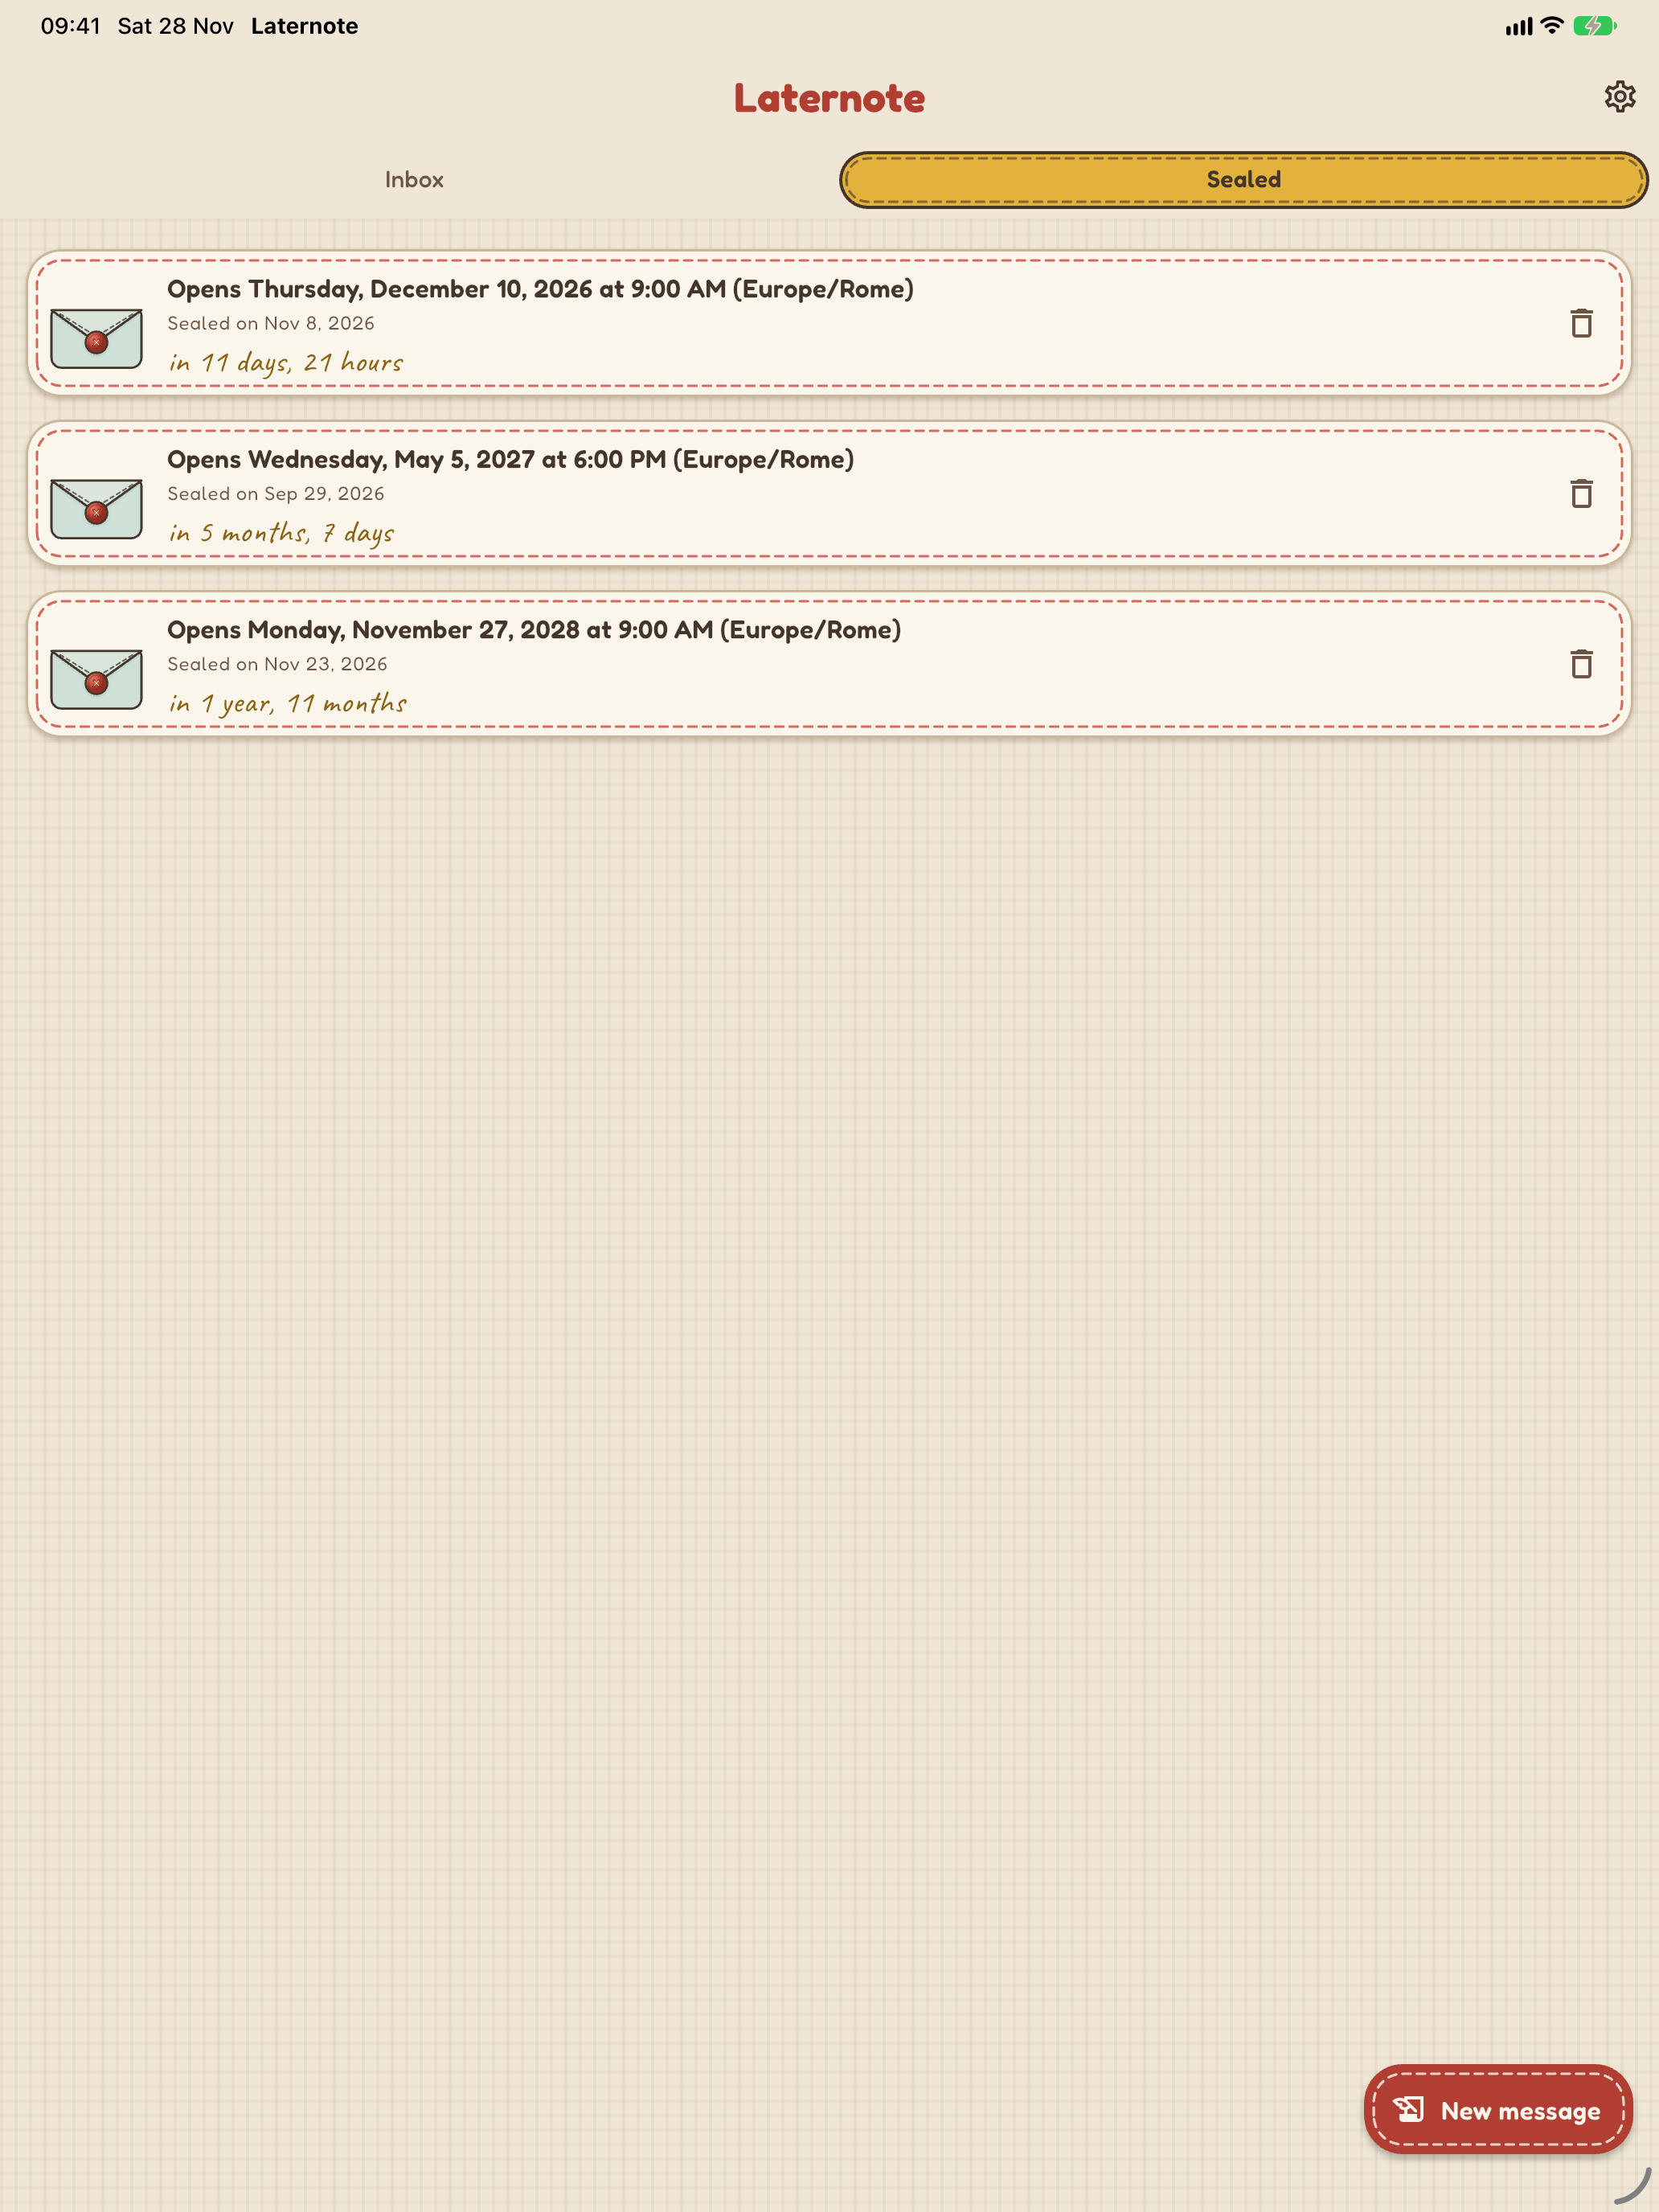 09:41 Sat 28 Nov Laternote
Laternote
Inbox
Sealed
Opens Thursday, December 10, 2026 at 9:00 AM (Europe/Rome)
Sealed on Nov 8, 2026
in 11 days, 21 hours
Opens Wednesday, May 5, 2027 at 6:00 PM (Europe/Rome)
Sealed on Sep 29, 2026
in 5 months, 7 days
Opens Monday, November 27, 2028 at 9:00 AM (Europe/Rome)
Sealed on Nov 23, 2026
in 1 year, 11 months
New message